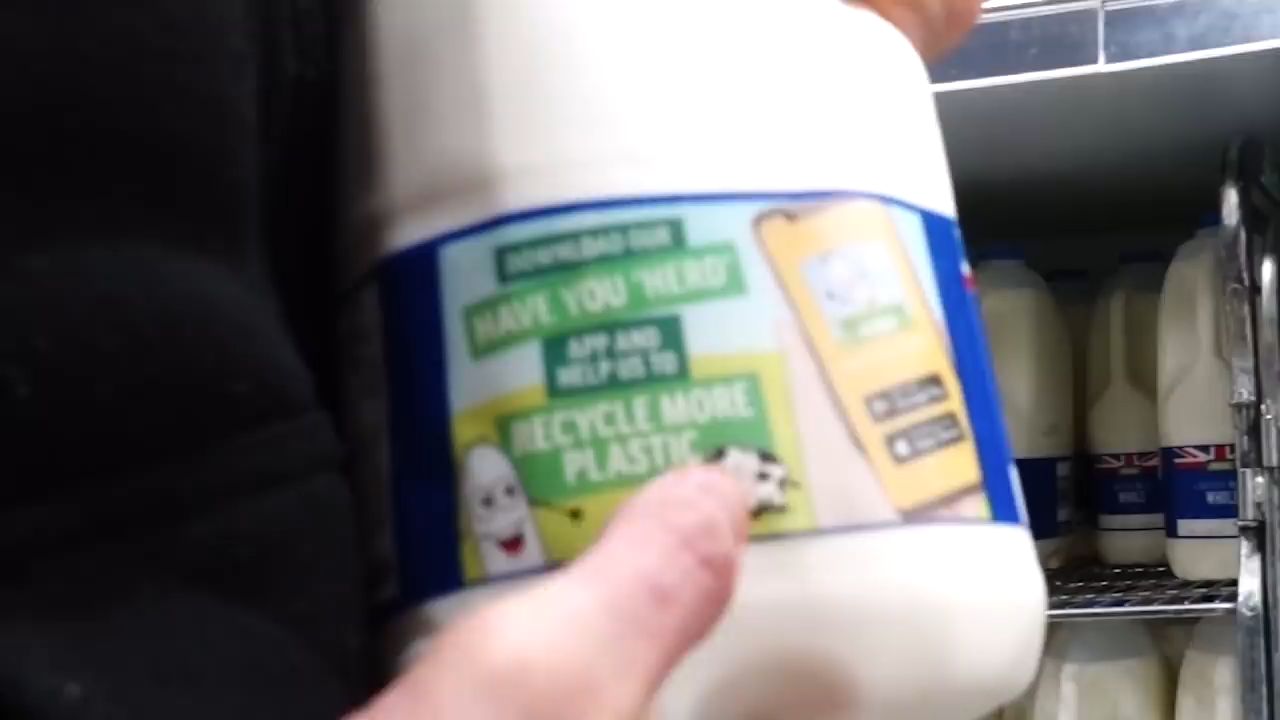 DOWNLOAD OUR
HAVE YOU 'HERD'
APP AND
HELP US TO
RECYCLE MORE
PLASTIC